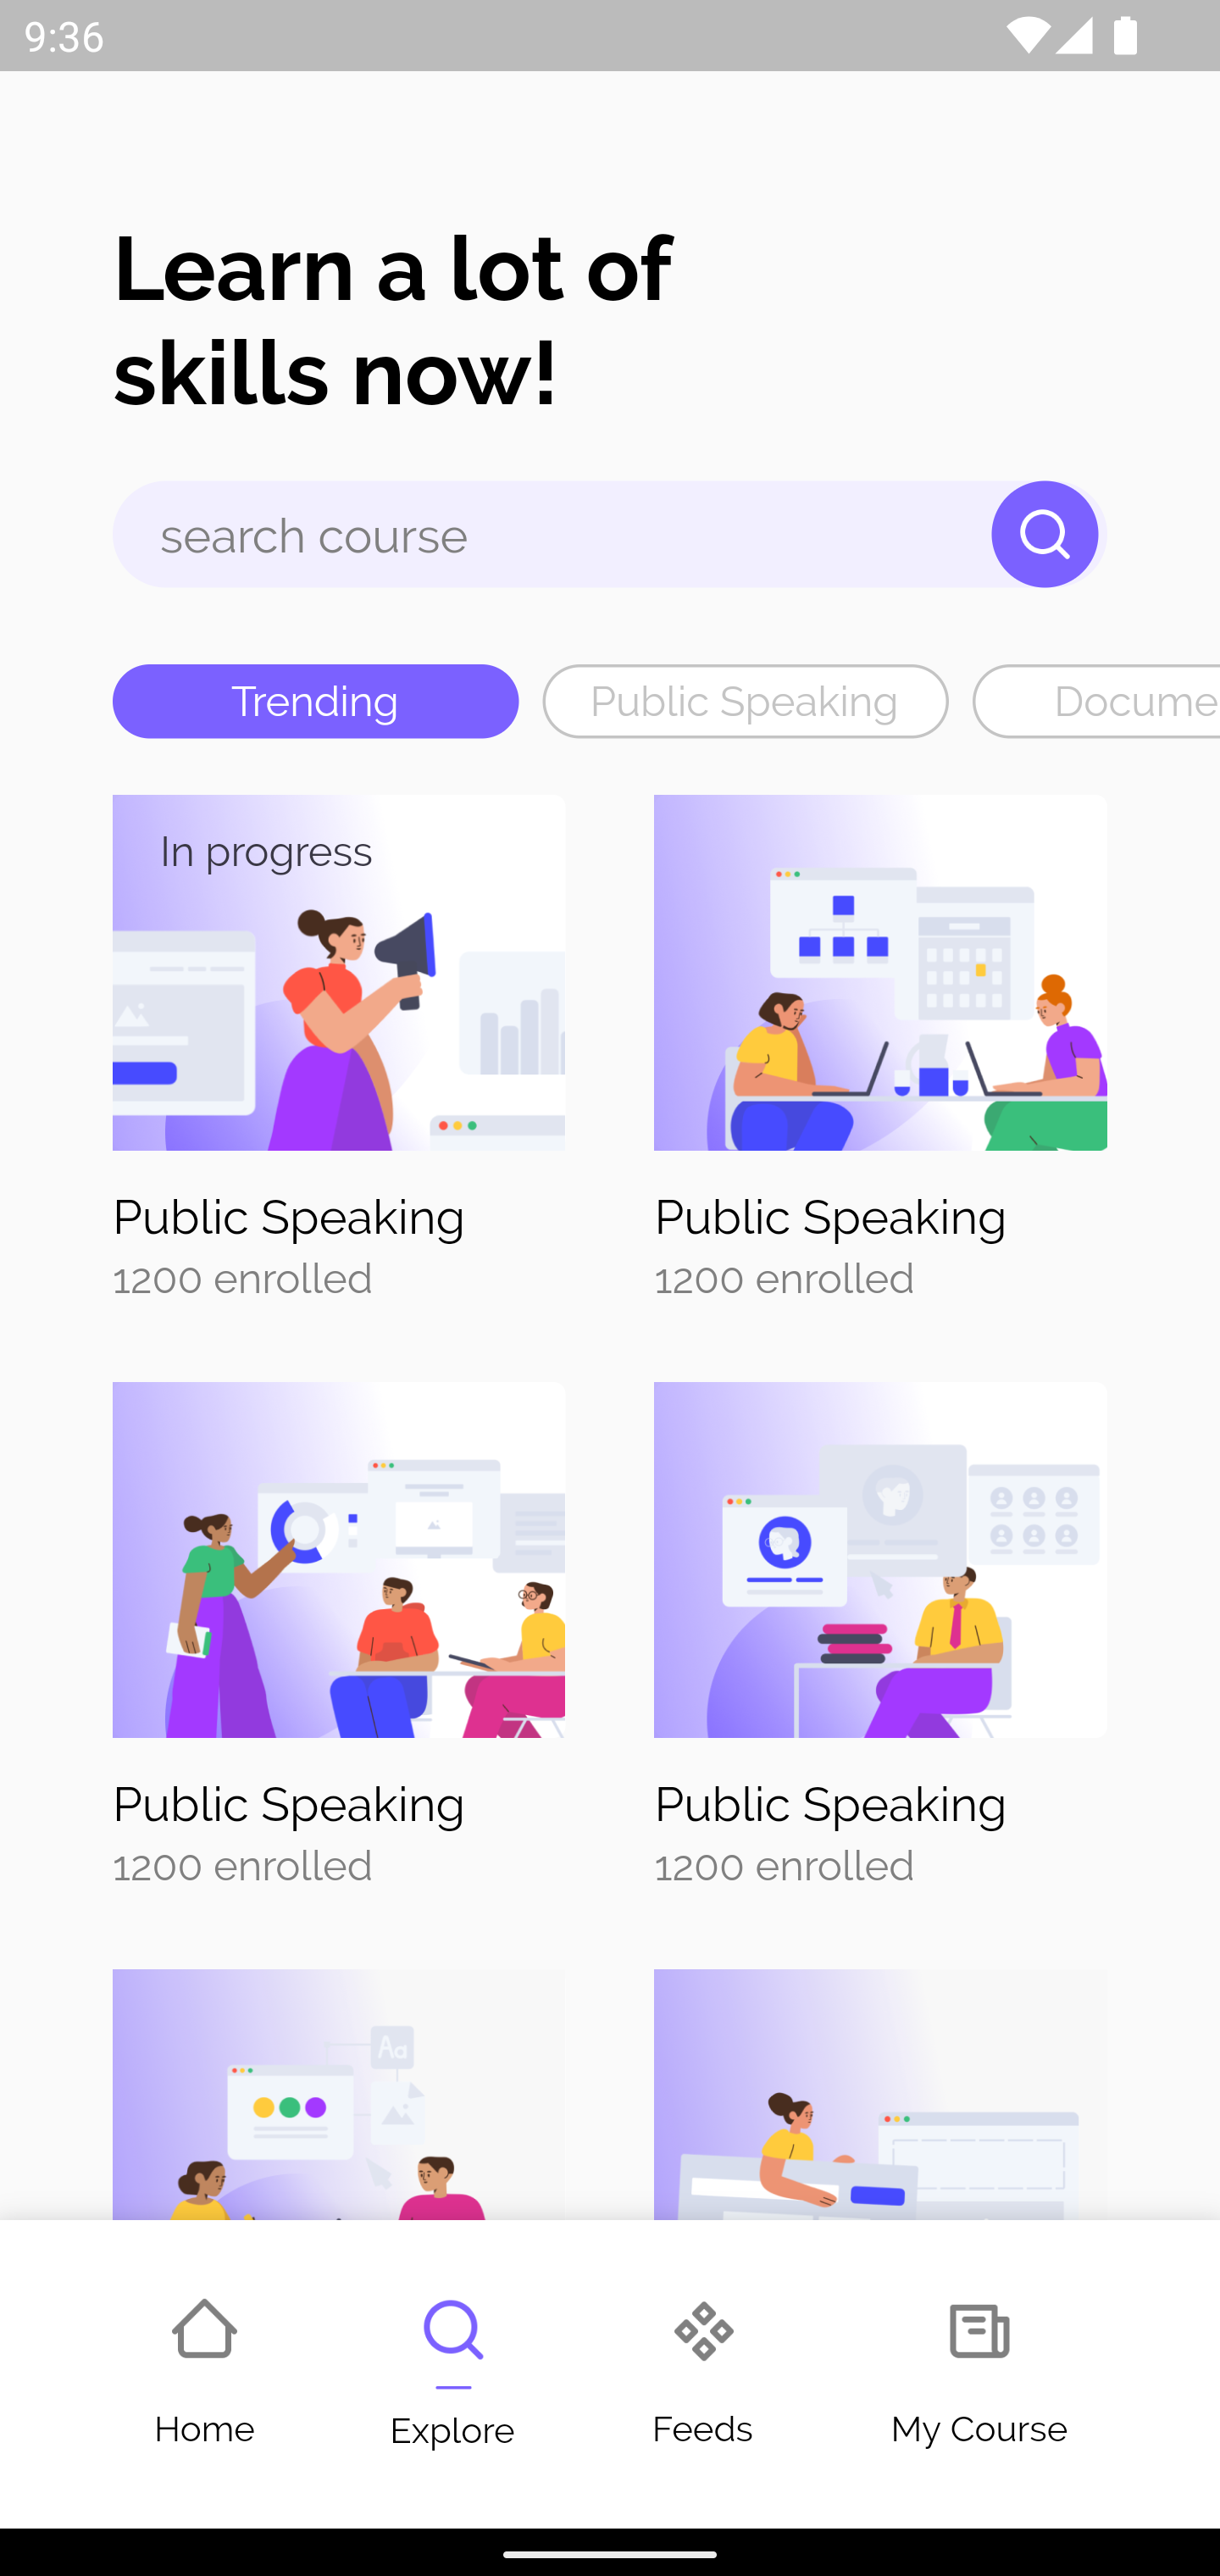 9:36
Learn a lot of
skills now!
search course
Trending
Public Speaking
Docume
In progress
Public Speaking
1200 enrolled
Public Speaking
1200 enrolled
Public Speaking
1200 enrolled
Public Speaking
1200 enrolled
Aa
Home
Explore
Feeds
My Course